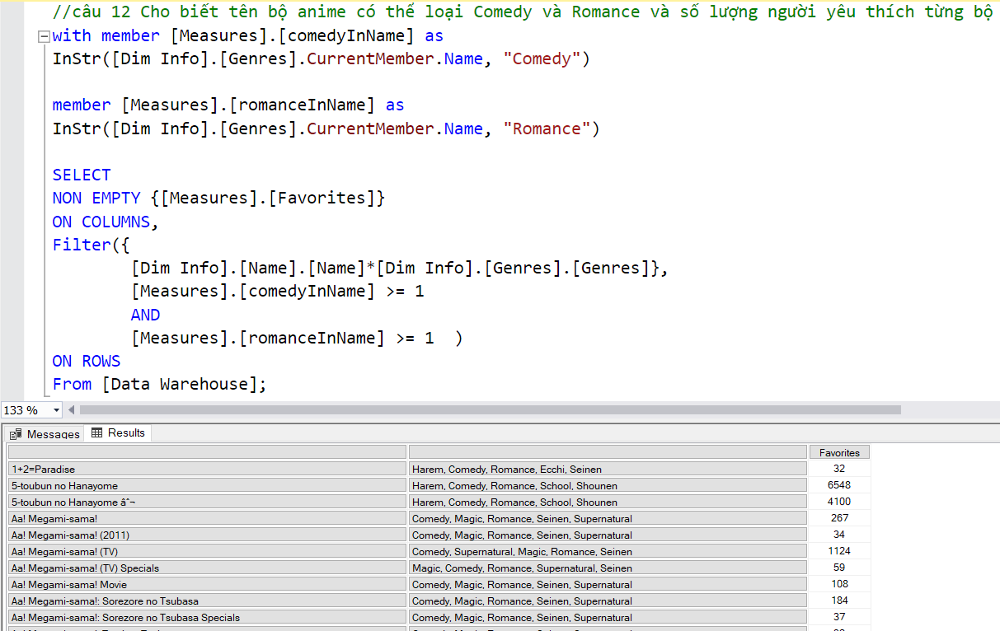 //câu 12 Cho biết tên bộ anime có thể loại Comedy và Romance và số lượng người yêu thích từng bộ
with member [Measures].[comedyInName] as
InStr([Dim Info].[Genres].CurrentMember.Name, "Comedy")
member [Measures].[romanceInName] as
InStr([Dim Info].[Genres].CurrentMember.Name, "Romance")
SELECT
NON EMPTY {[Measures].[Favorites]}
ON COLUMNS,
Filter({
[Dim Info].[Name].[Name]*[Dim Info].[Genres].[Genres]},
[Measures].[comedyInName] >= 1
AND
[Measures].[romanceInName] >= 1 )
ON ROWS
From [Data Warehouse];
133 %
Messages Results
Favorites
1+2=Paradise Harem, Comedy, Romance, Ecchi, Seinen 32
5-toubun no Hanayome Harem, Comedy, Romance, School, Shounen 6548
5-toubun no Hanayome âˆ¬ Harem, Comedy, Romance, School, Shounen 4100
Aa! Megami-sama! Comedy, Magic, Romance, Seinen, Supernatural 267
Aa! Megami-sama! (2011) Comedy, Magic, Romance, Seinen, Supernatural 34
Aa! Megami-sama! (TV) Comedy, Supernatural, Magic, Romance, Seinen 1124
Aa! Megami-sama! (TV) Specials Magic, Comedy, Romance, Supernatural, Seinen 59
Aa! Megami-sama! Movie Comedy, Magic, Romance, Seinen, Supernatural 108
Aa! Megami-sama!: Sorezore no Tsubasa Comedy, Magic, Romance, Seinen, Supernatural 184
Aa! Megami-sama!: Sorezore no Tsubasa Specials Comedy, Magic, Romance, Seinen, Supernatural 37